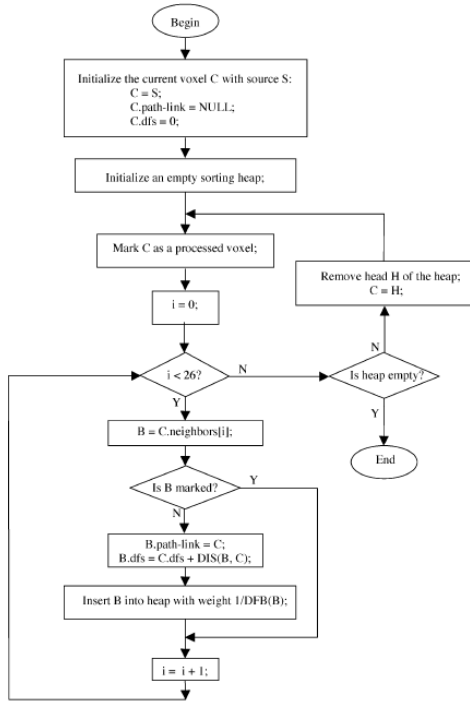 Begin
Initialize the current voxel C with source S:
C = S;
C.path-link = NULL;
C.dfs = 0;
Initialize an empty sorting heap;
Mark C as a processed voxel;
Remove head H of the heap;
C = H;
i = 0;
N
i < 26?
N
Is heap empty?
Y
Y
B = C.neighbors[i];
End
Is B marked?
Y
N
B.path-link = C;
B.dfs = C.dfs + DIS(B, C);
Insert B into heap with weight 1/DFB(B);
i = i + 1;